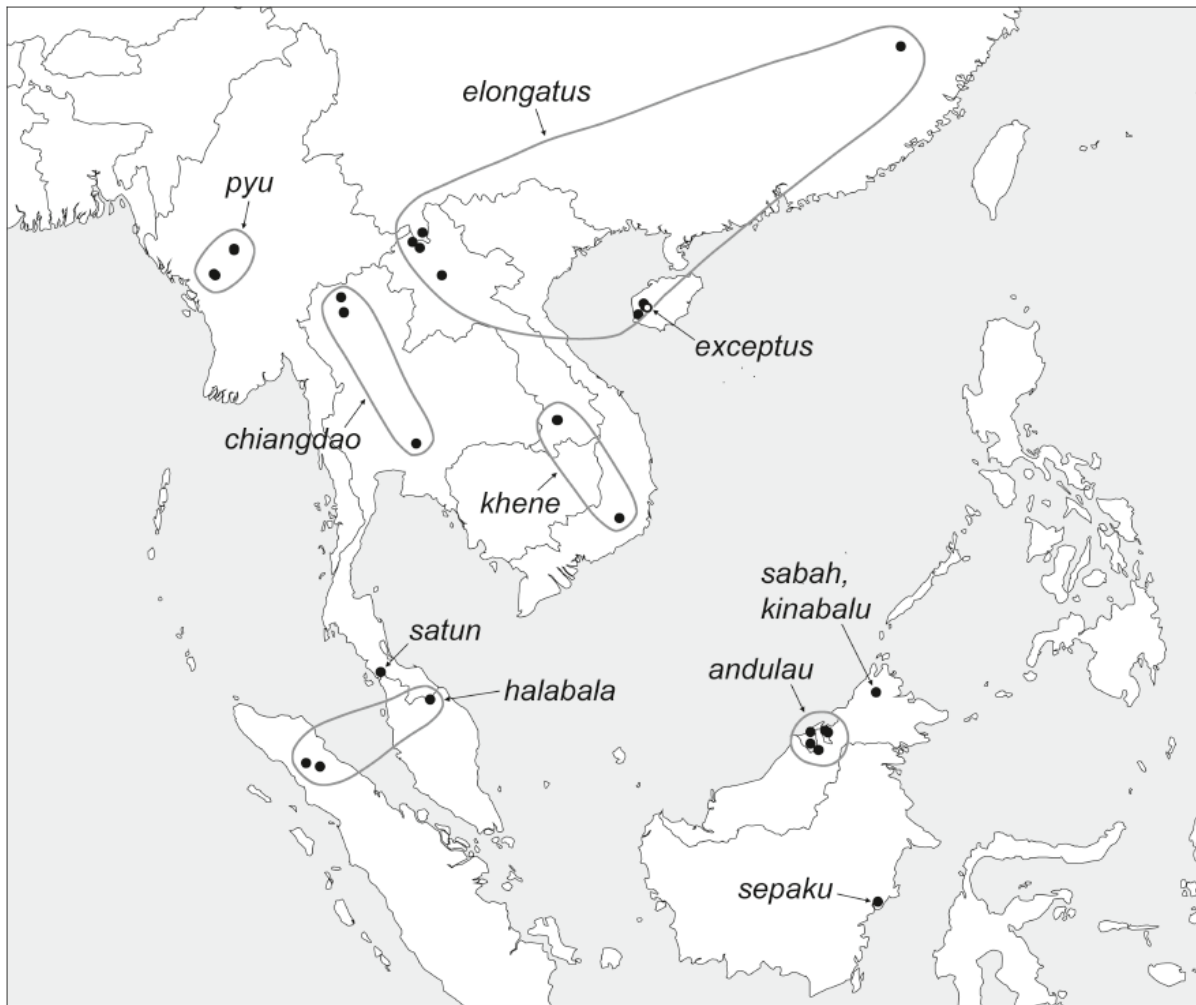 elongatus
pyu
exceptus
chiangdao
khene
sabah,
kinabalu
satun
andulau
halabala
sepaku